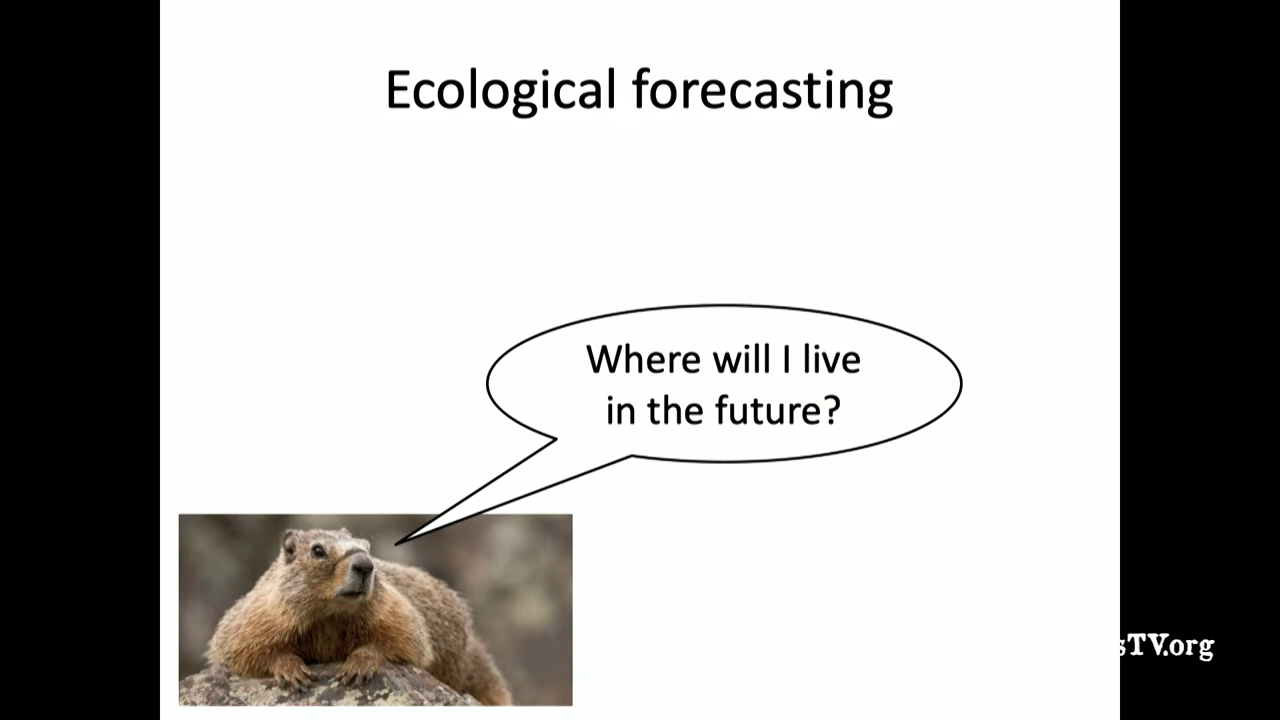 Ecological forecasting
Where will I live
in the future?
sTV.org